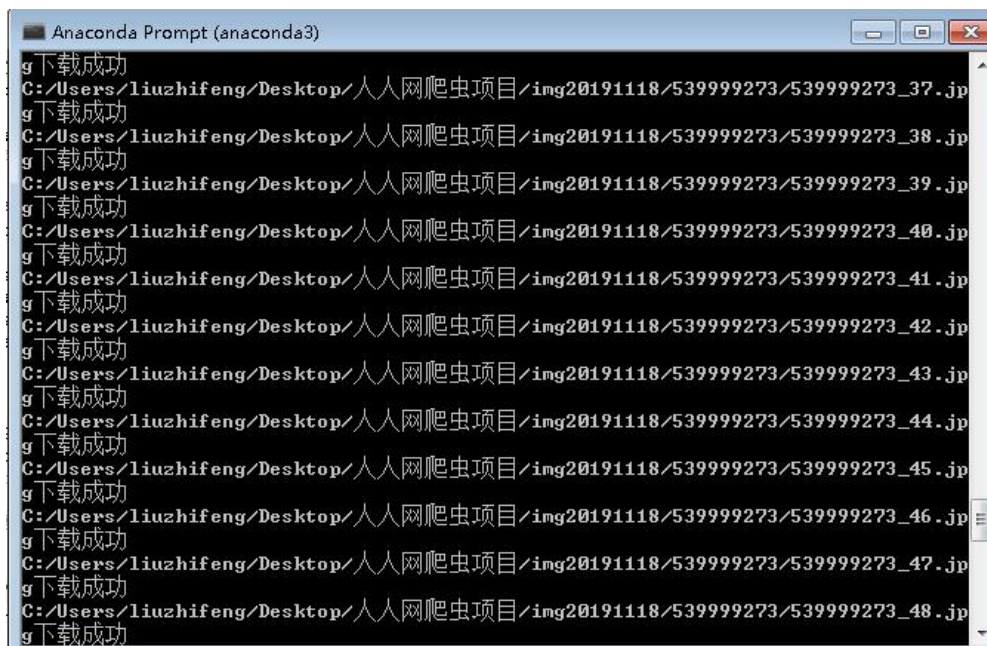 Anaconda Prompt (anaconda3)
g下载成功
C:/Users/liuzhifeng/Desktop/人人网爬虫项目/img20191118/539999273/539999273_37.jp
g下载成功
C:/Users/liuzhifeng/Desktop/人人网爬虫项目/img20191118/539999273/539999273_38.jp
g下载成功
C:/Users/liuzhifeng/Desktop/人人网爬虫项目/img20191118/539999273/539999273_39.jp
g下载成功
C:/Users/liuzhifeng/Desktop/人人网爬虫项目/img20191118/539999273/539999273_40.jp
g下载成功
C:/Users/liuzhifeng/Desktop/人人网爬虫项目/img20191118/539999273/539999273_41.jp
g下载成功
C:/Users/liuzhifeng/Desktop/人人网爬虫项目/img20191118/539999273/539999273_42.jp
g下载成功
C:/Users/liuzhifeng/Desktop/人人网爬虫项目/img20191118/539999273/539999273_43.jp
g下载成功
C:/Users/liuzhifeng/Desktop/人人网爬虫项目/img20191118/539999273/539999273_44.jp
g下载成功
C:/Users/liuzhifeng/Desktop/人人网爬虫项目/img20191118/539999273/539999273_45.jp
g下载成功
C:/Users/liuzhifeng/Desktop/人人网爬虫项目/img20191118/539999273/539999273_46.jp
g下载成功
C:/Users/liuzhifeng/Desktop/人人网爬虫项目/img20191118/539999273/539999273_47.jp
g下载成功
C:/Users/liuzhifeng/Desktop/人人网爬虫项目/img20191118/539999273/539999273_48.jp
g下载成功